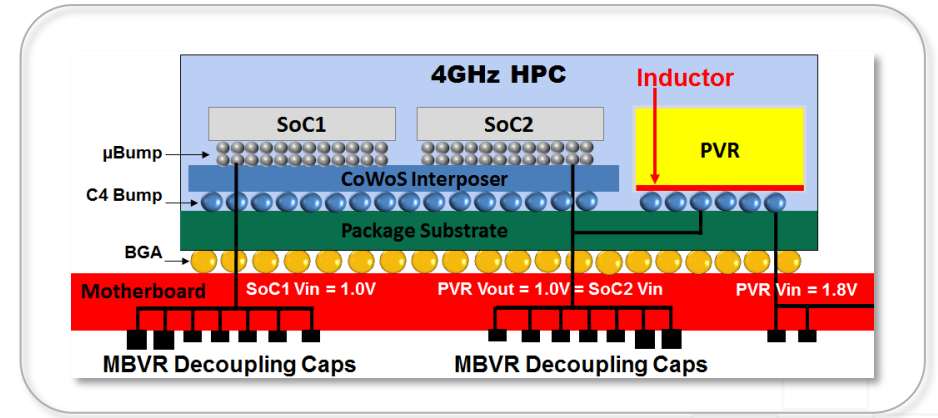 4GHz HPC
Inductor
SoC1
SoC2
PVR
µBump
CoWoS Interposer
C4 Bump
Package Substrate
BGA
Motherboard
SoC1 Vin = 1.0V
PVR Vout = 1.0V = SoC2 Vin
PVR Vin = 1.8V
MBVR Decoupling Caps
MBVR Decoupling Caps